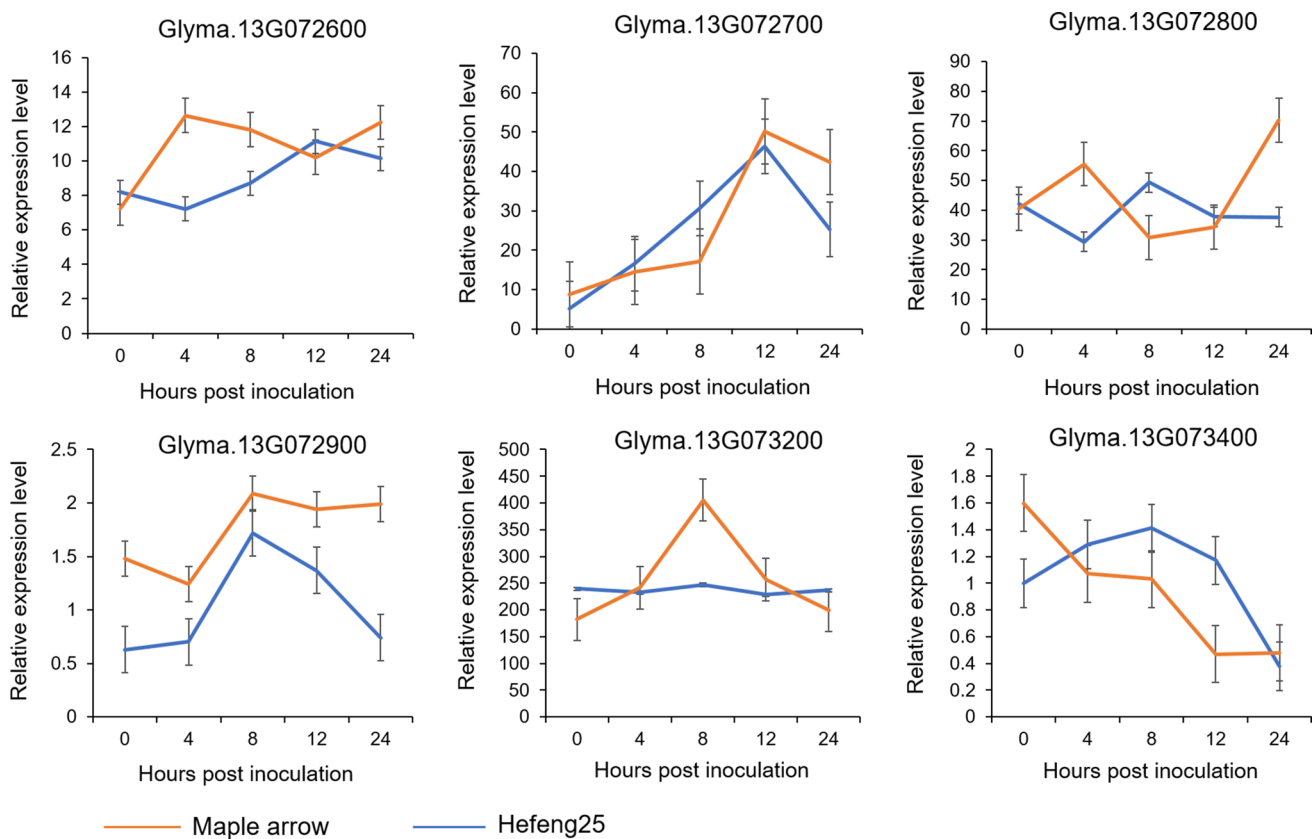 Glyma.13G072600
Relative expression level
16
14
12
10
8
6
4
2
0
0 4 8 12 24
Hours post inoculation
Glyma.13G072700
Relative expression level
70
60
50
40
30
20
10
0
0 4 8 12 24
Hours post inoculation
Glyma.13G072800
Relative expression level
90
80
70
60
50
40
30
20
10
0
0 4 8 12 24
Hours post inoculation
Glyma.13G072900
Relative expression level
2.5
2
1.5
1
0.5
0
0 4 8 12 24
Hours post inoculation
Glyma.13G073200
Relative expression level
500
450
400
350
300
250
200
150
100
50
0
0 4 8 12 24
Hours post inoculation
Glyma.13G073400
Relative expression level
2
1.8
1.6
1.4
1.2
1
0.8
0.6
0.4
0.2
0
0 4 8 12 24
Hours post inoculation
Maple arrow Hefeng25